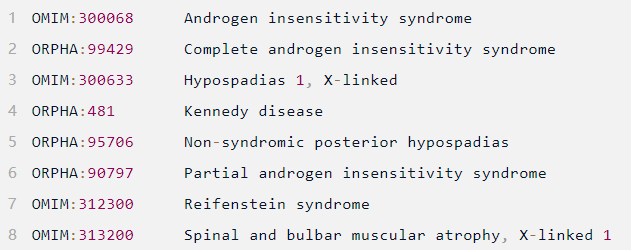 1 OMIM:300068 Androgen insensitivity syndrome
2 ORPHA:99429 Complete androgen insensitivity syndrome
3 OMIM:300633 Hypospadias 1, X-linked
4 ORPHA:481 Kennedy disease
5 ORPHA:95706 Non-syndromic posterior hypospadias
6 ORPHA:90797 Partial androgen insensitivity syndrome
7 OMIM:312300 Reifenstein syndrome
8 OMIM:313200 Spinal and bulbar muscular atrophy, X-linked 1